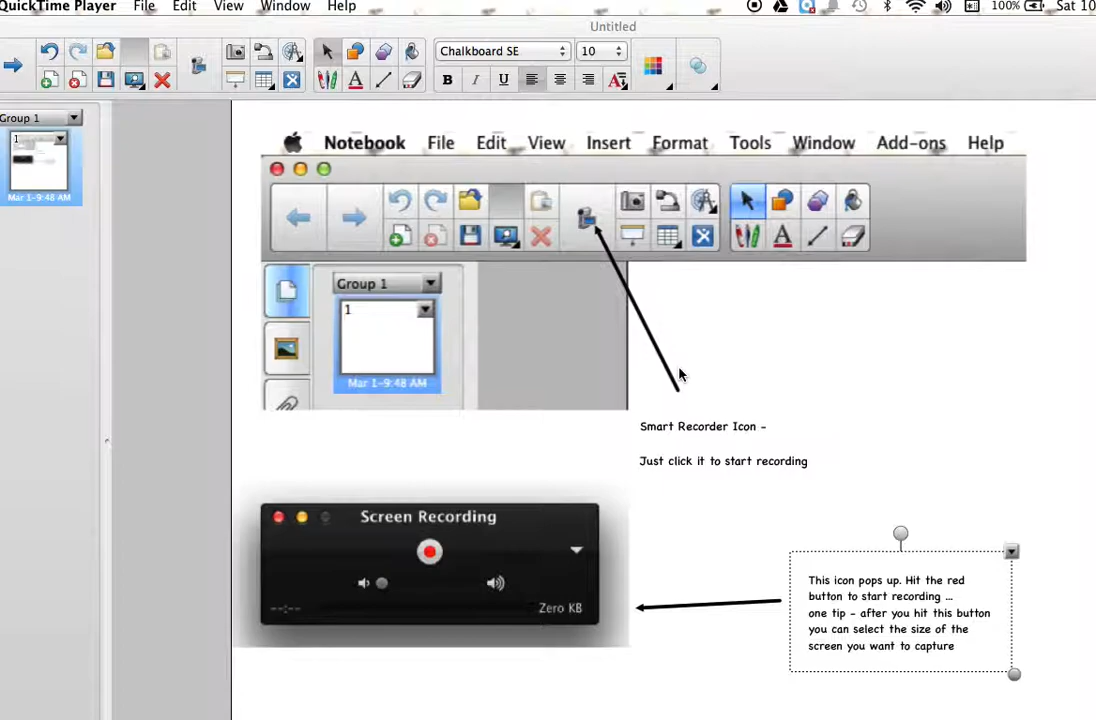 QuickTime Player File Edit View Window Help 100% Sat 10
Untitled
Chalkboard SE 10
B I U A
Group 1
1
Mar 1-9:48 AM
Notebook File Edit View Insert Format Tools Window Add-ons Help
A
Group 1
1
Mar 1-9:48 AM
Smart Recorder Icon -
Just click it to start recording
Screen Recording
--:--
Zero KB
This icon pops up. Hit the red
button to start recording ...
one tip - after you hit this button
you can select the size of the
screen you want to capture